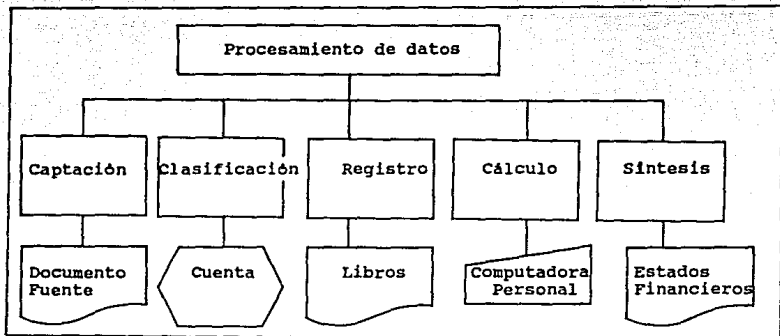 Procesamiento de datos
Captación
Clasificación
Registro
Cálculo
Síntesis
Documento
Fuente
Cuenta
Libros
Computadora
Personal
Estados
Financieros